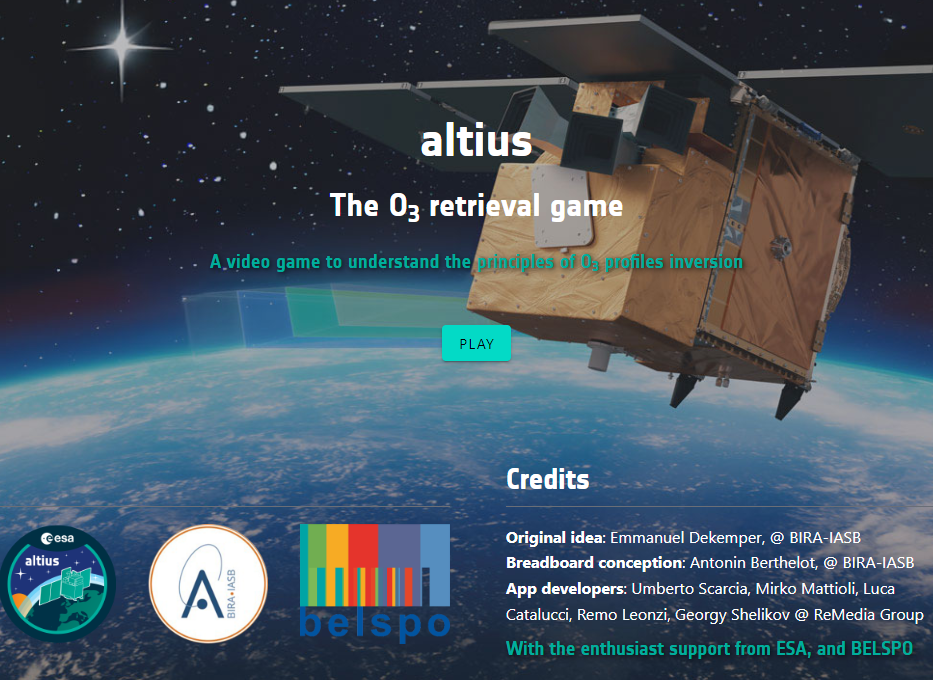 altius
The O₃ retrieval game
A video game to understand the principles of O₃ profiles inversion
PLAY
Credits
Original idea: Emmanuel Dekemper, @ BIRA-IASB
Breadboard conception: Antonin Berthelot, @ BIRA-IASB
App developers: Umberto Scarcia, Mirko Mattioli, Luca
Catalucci, Remo Leonzi, Georgy Shelikov @ ReMedia Group
With the enthusiast support from ESA, and BELSPO
esa
altius
BIRA•IASB
belspo